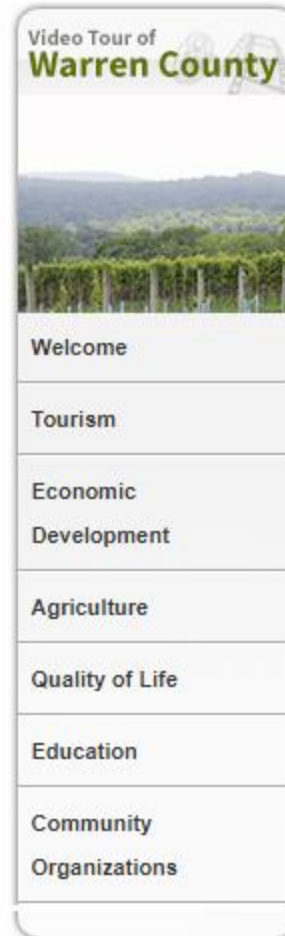 Video Tour of
Warren County
Welcome
Tourism
Economic
Development
Agriculture
Quality of Life
Education
Community
Organizations